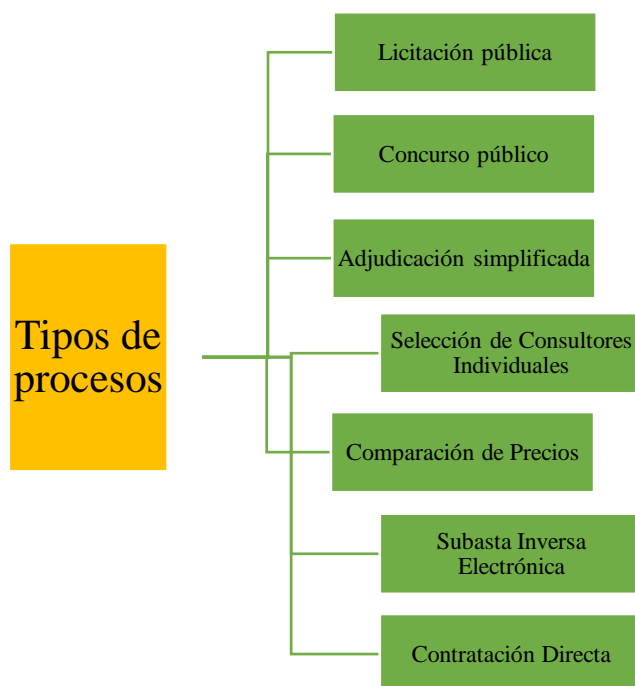 Tipos de
procesos
Licitación pública
Concurso público
Adjudicación simplificada
Selección de Consultores
Individuales
Comparación de Precios
Subasta Inversa
Electrónica
Contratación Directa